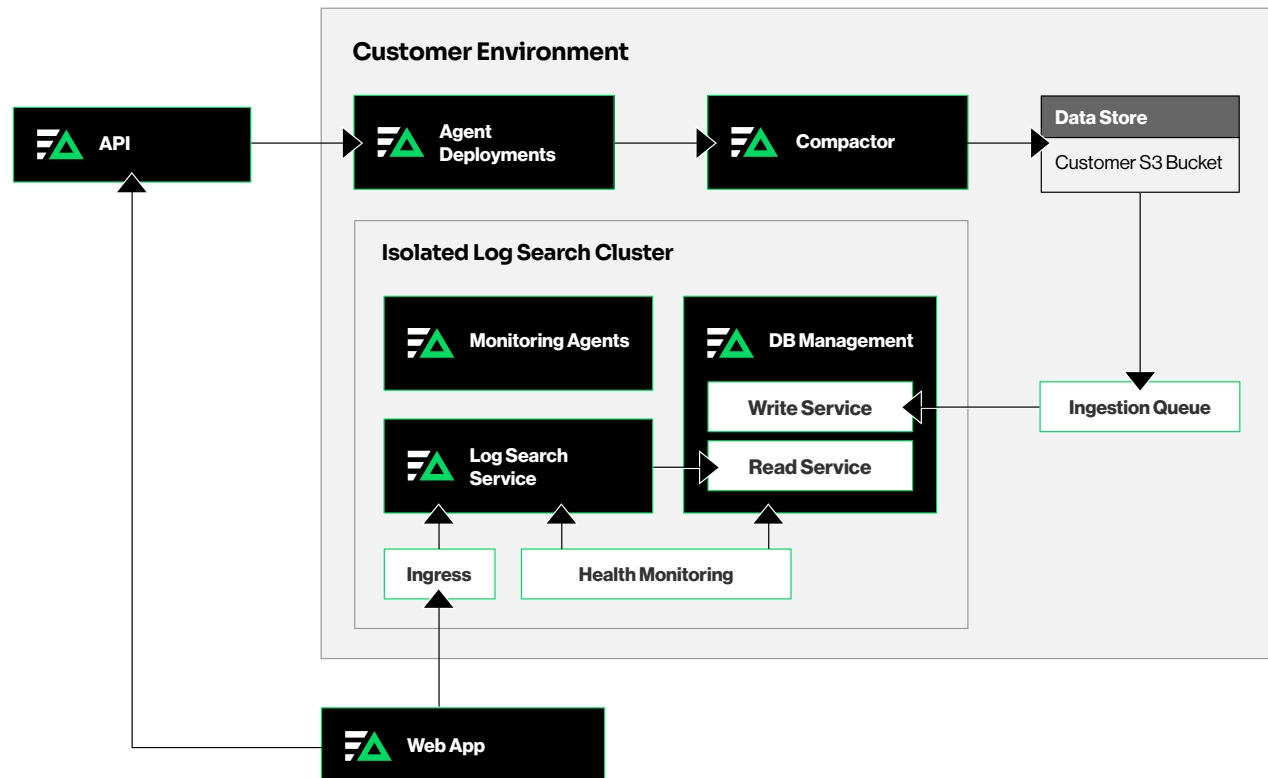 Customer Environment
API
Agent
Deployments
Compactor
Data Store
Customer S3 Bucket
Isolated Log Search Cluster
Monitoring Agents
DB Management
Write Service
Ingestion Queue
Log Search
Service
Read Service
Ingress
Health Monitoring
Web App